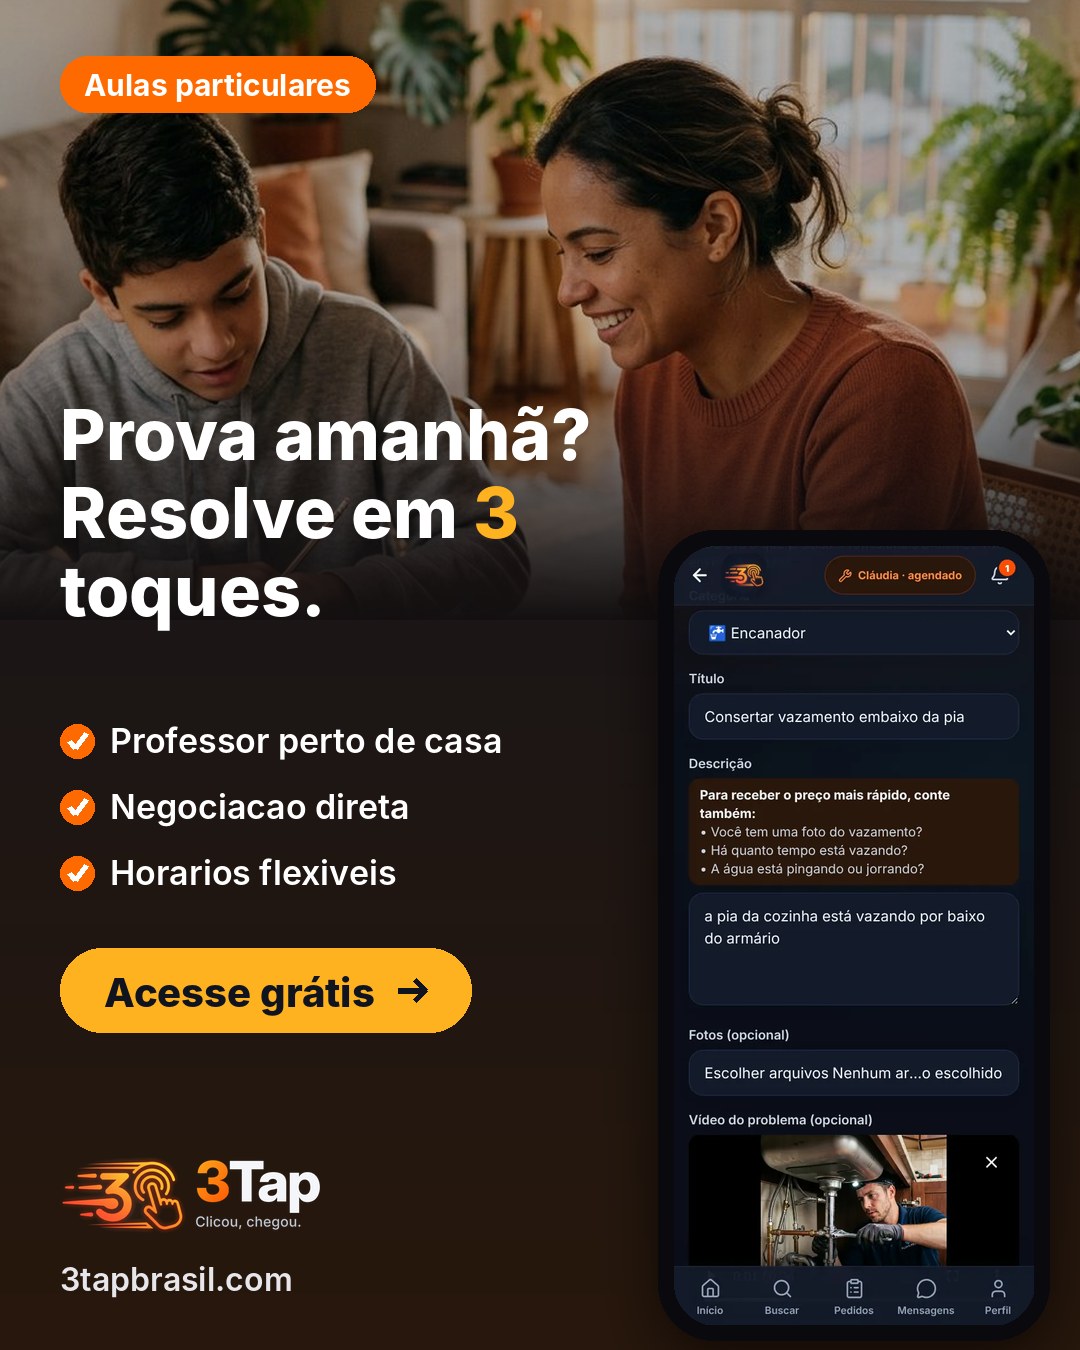 Aulas particulares
Prova amanhã?
Resolve em 3
toques.
Professor perto de casa
Negociacao direta
Horarios flexiveis
Acesse grátis →
3Tap
Clicou, chegou.
3tapbrasil.com
Cláudia · agendado
1
Encanador
Título
Consertar vazamento embaixo da pia
Descrição
Para receber o preço mais rápido, conte
também:
• Você tem uma foto do vazamento?
• Há quanto tempo está vazando?
• A água está pingando ou jorrando?
a pia da cozinha está vazando por baixo
do armário
Fotos (opcional)
Escolher arquivos Nenhum ar...o escolhido
Vídeo do problema (opcional)
Início Buscar Pedidos Mensagens Perfil